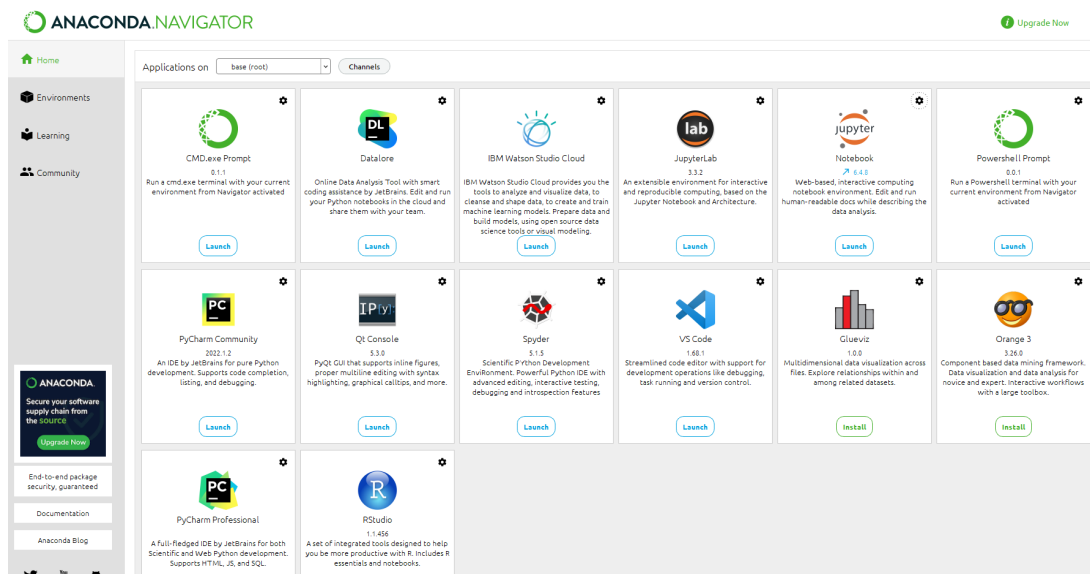 ANACONDA.NAVIGATOR
i Upgrade Now
Home
Environments
Learning
Community
ANACONDA.
Secure your software
supply chain from
the source
Upgrade Now
End-to-end package
security, guaranteed
Documentation
Anaconda Blog
Applications on base (root) Channels
CMD.exe Prompt
0.1.1
Run a cmd.exe terminal with your current
environment from Navigator activated
Launch
DL
Datalore
Online Data Analysis Tool with smart
coding assistance by JetBrains. Edit and run
your Python notebooks in the cloud and
share them with your team.
Launch
IBM Watson Studio Cloud
IBM Watson Studio Cloud provides you the
tools to analyze and visualize data, to
cleanse and shape data, to create and train
machine learning models. Prepare data and
build models, using open source data
science tools or visual modeling.
Launch
lab
JupyterLab
3.3.2
An extensible environment for interactive
and reproducible computing, based on the
Jupyter Notebook and Architecture.
Launch
jupyter
Notebook
6.4.8
Web-based, interactive computing
notebook environment. Edit and run
human-readable docs while describing the
data analysis.
Launch
Powershell Prompt
0.0.1
Run a Powershell terminal with your
current environment from Navigator
activated
Launch
PC
PyCharm Community
2022.1.2
An IDE by JetBrains for pure Python
development. Supports code completion,
listing, and debugging.
Launch
IP[y]:
Qt Console
5.3.0
PyQt GUI that supports inline figures,
proper multiline editing with syntax
highlighting, graphical calltips, and more.
Launch
Spyder
5.1.5
Scientific PYthon Development
EnviRonment. Powerful Python IDE with
advanced editing, interactive testing,
debugging and introspection features
Launch
VS Code
1.68.1
Streamlined code editor with support for
development operations like debugging,
task running and version control.
Launch
Glueviz
1.0.0
Multidimensional data visualization across
files. Explore relationships within and
among related datasets.
Install
Orange 3
3.26.0
Component based data mining framework.
Data visualization and data analysis for
novice and expert. Interactive workflows
with a large toolbox.
Install
PC
PyCharm Professional
A full-fledged IDE by JetBrains for both
Scientific and Web Python development.
Supports HTML, JS, and SQL.
R
RStudio
1.1.456
A set of integrated tools designed to help
you be more productive with R. Includes R
essentials and notebooks.